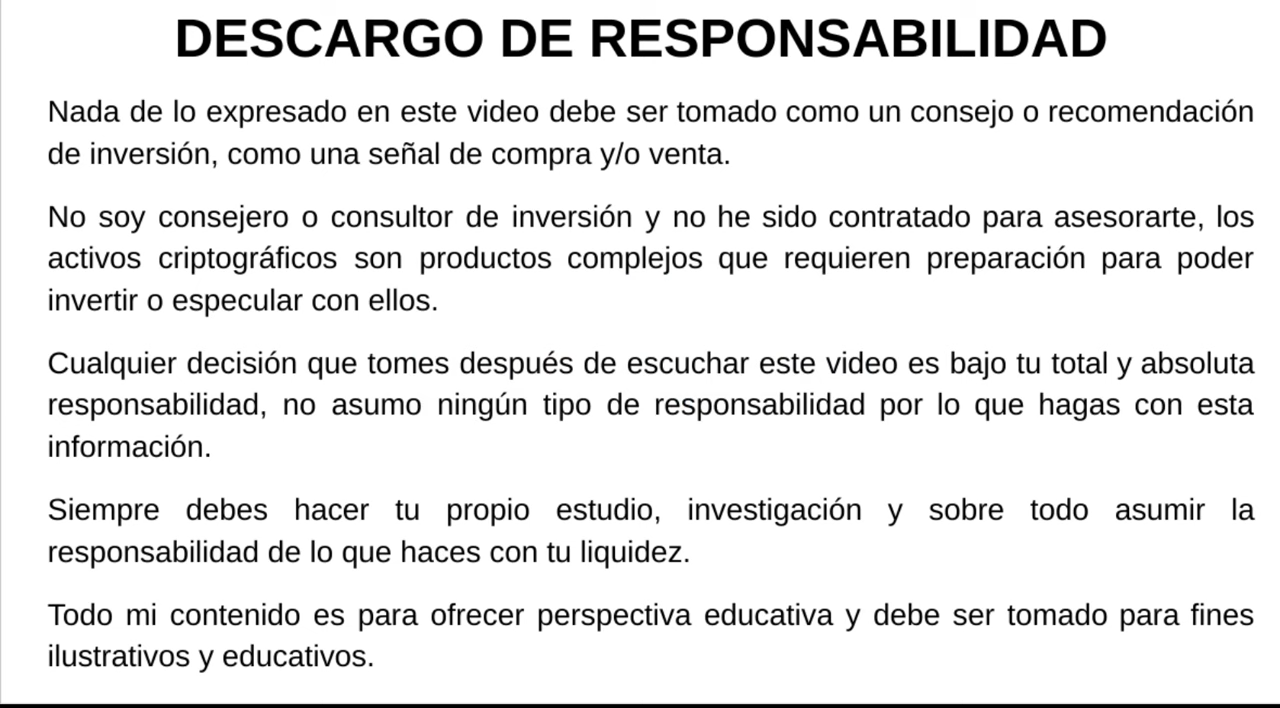 DESCARGO DE RESPONSABILIDAD
Nada de lo expresado en este video debe ser tomado como un consejo o recomendación
de inversión, como una señal de compra y/o venta.
No soy consejero o consultor de inversión y no he sido contratado para asesorarte, los
activos criptográficos son productos complejos que requieren preparación para poder
invertir o especular con ellos.
Cualquier decisión que tomes después de escuchar este video es bajo tu total y absoluta
responsabilidad, no asumo ningún tipo de responsabilidad por lo que hagas con esta
información.
Siempre debes hacer tu propio estudio, investigación y sobre todo asumir la
responsabilidad de lo que haces con tu liquidez.
Todo mi contenido es para ofrecer perspectiva educativa y debe ser tomado para fines
ilustrativos y educativos.